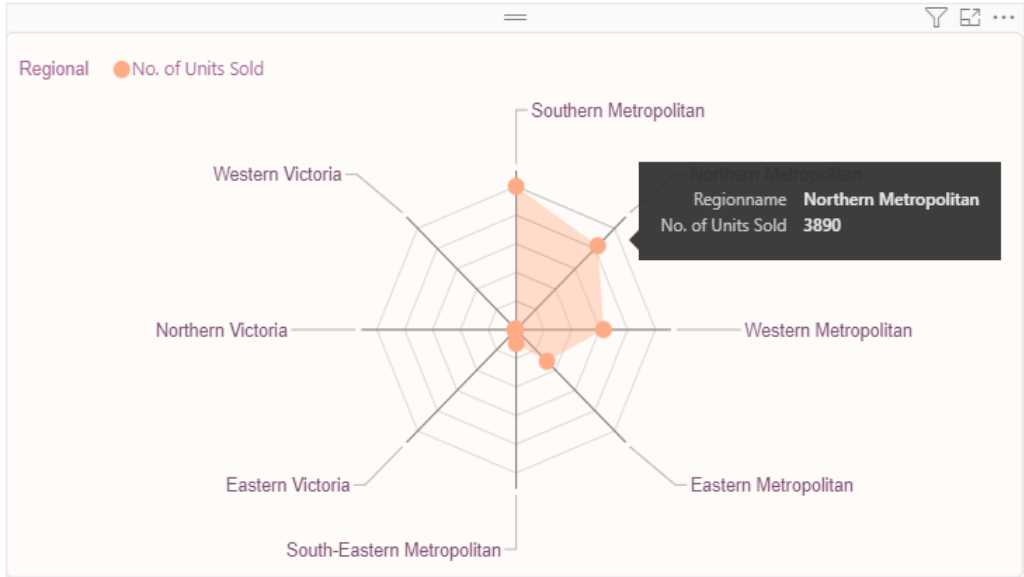 Regional No. of Units Sold
Southern Metropolitan
Western Victoria
Northern Metropolitan
Regionname Northern Metropolitan
No. of Units Sold 3890
Northern Victoria
Western Metropolitan
Eastern Victoria
Eastern Metropolitan
South-Eastern Metropolitan